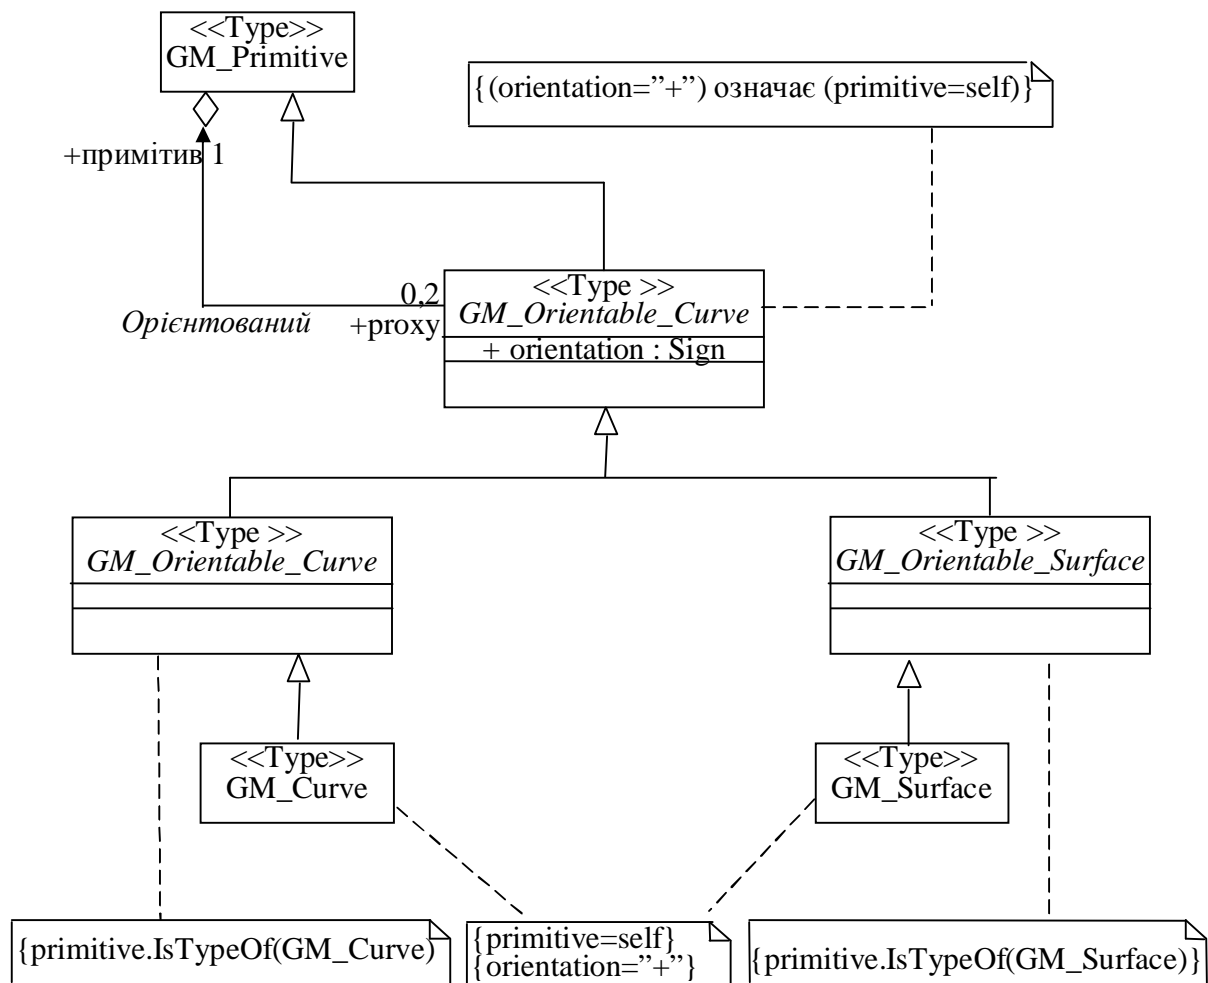 <<Type>>
GM_Primitive
{(orientation=”+”) означає (primitive=self)}
+примітив 1
0,2
+proxy
Орієнтований
<<Type >>
GM_Orientable_Curve
+ orientation : Sign
<<Type >>
GM_Orientable_Curve
<<Type >>
GM_Orientable_Surface
<<Type>>
GM_Curve
<<Type>>
GM_Surface
{primitive.IsTypeOf(GM_Curve)
{primitive=self}
{orientation=”+”}
{primitive.IsTypeOf(GM_Surface)}